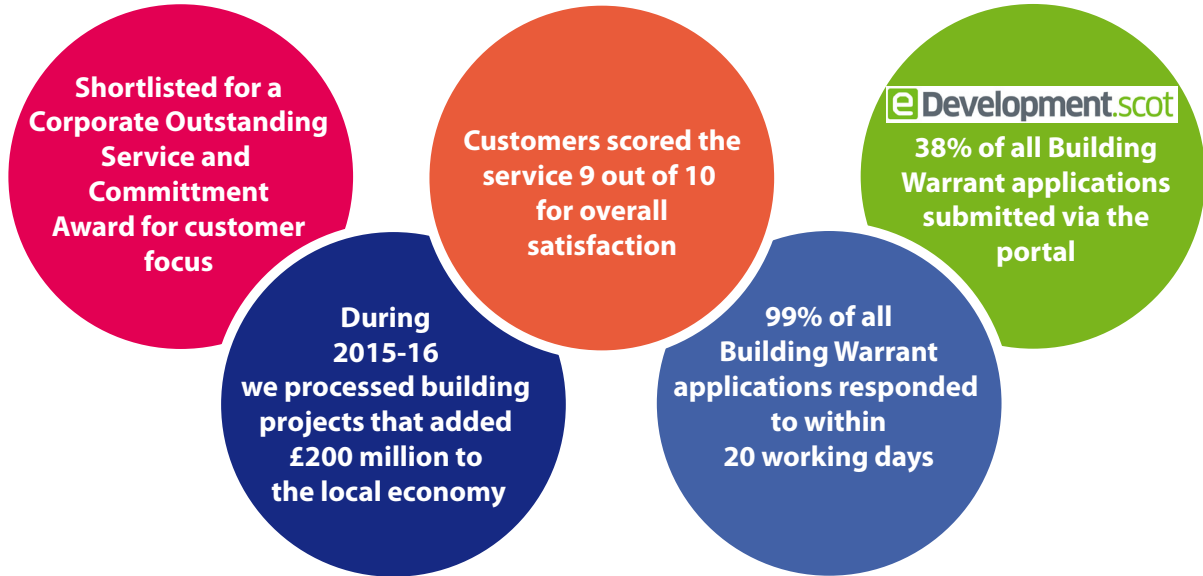 Shortlisted for a
Corporate Outstanding
Service and
Committment
Award for customer
focus
During
2015-16
we processed building
projects that added
£200 million to
the local economy
Customers scored the
service 9 out of 10
for overall
satisfaction
99% of all
Building Warrant
applications responded
to within
20 working days
e Development.scot
38% of all Building
Warrant applications
submitted via the
portal